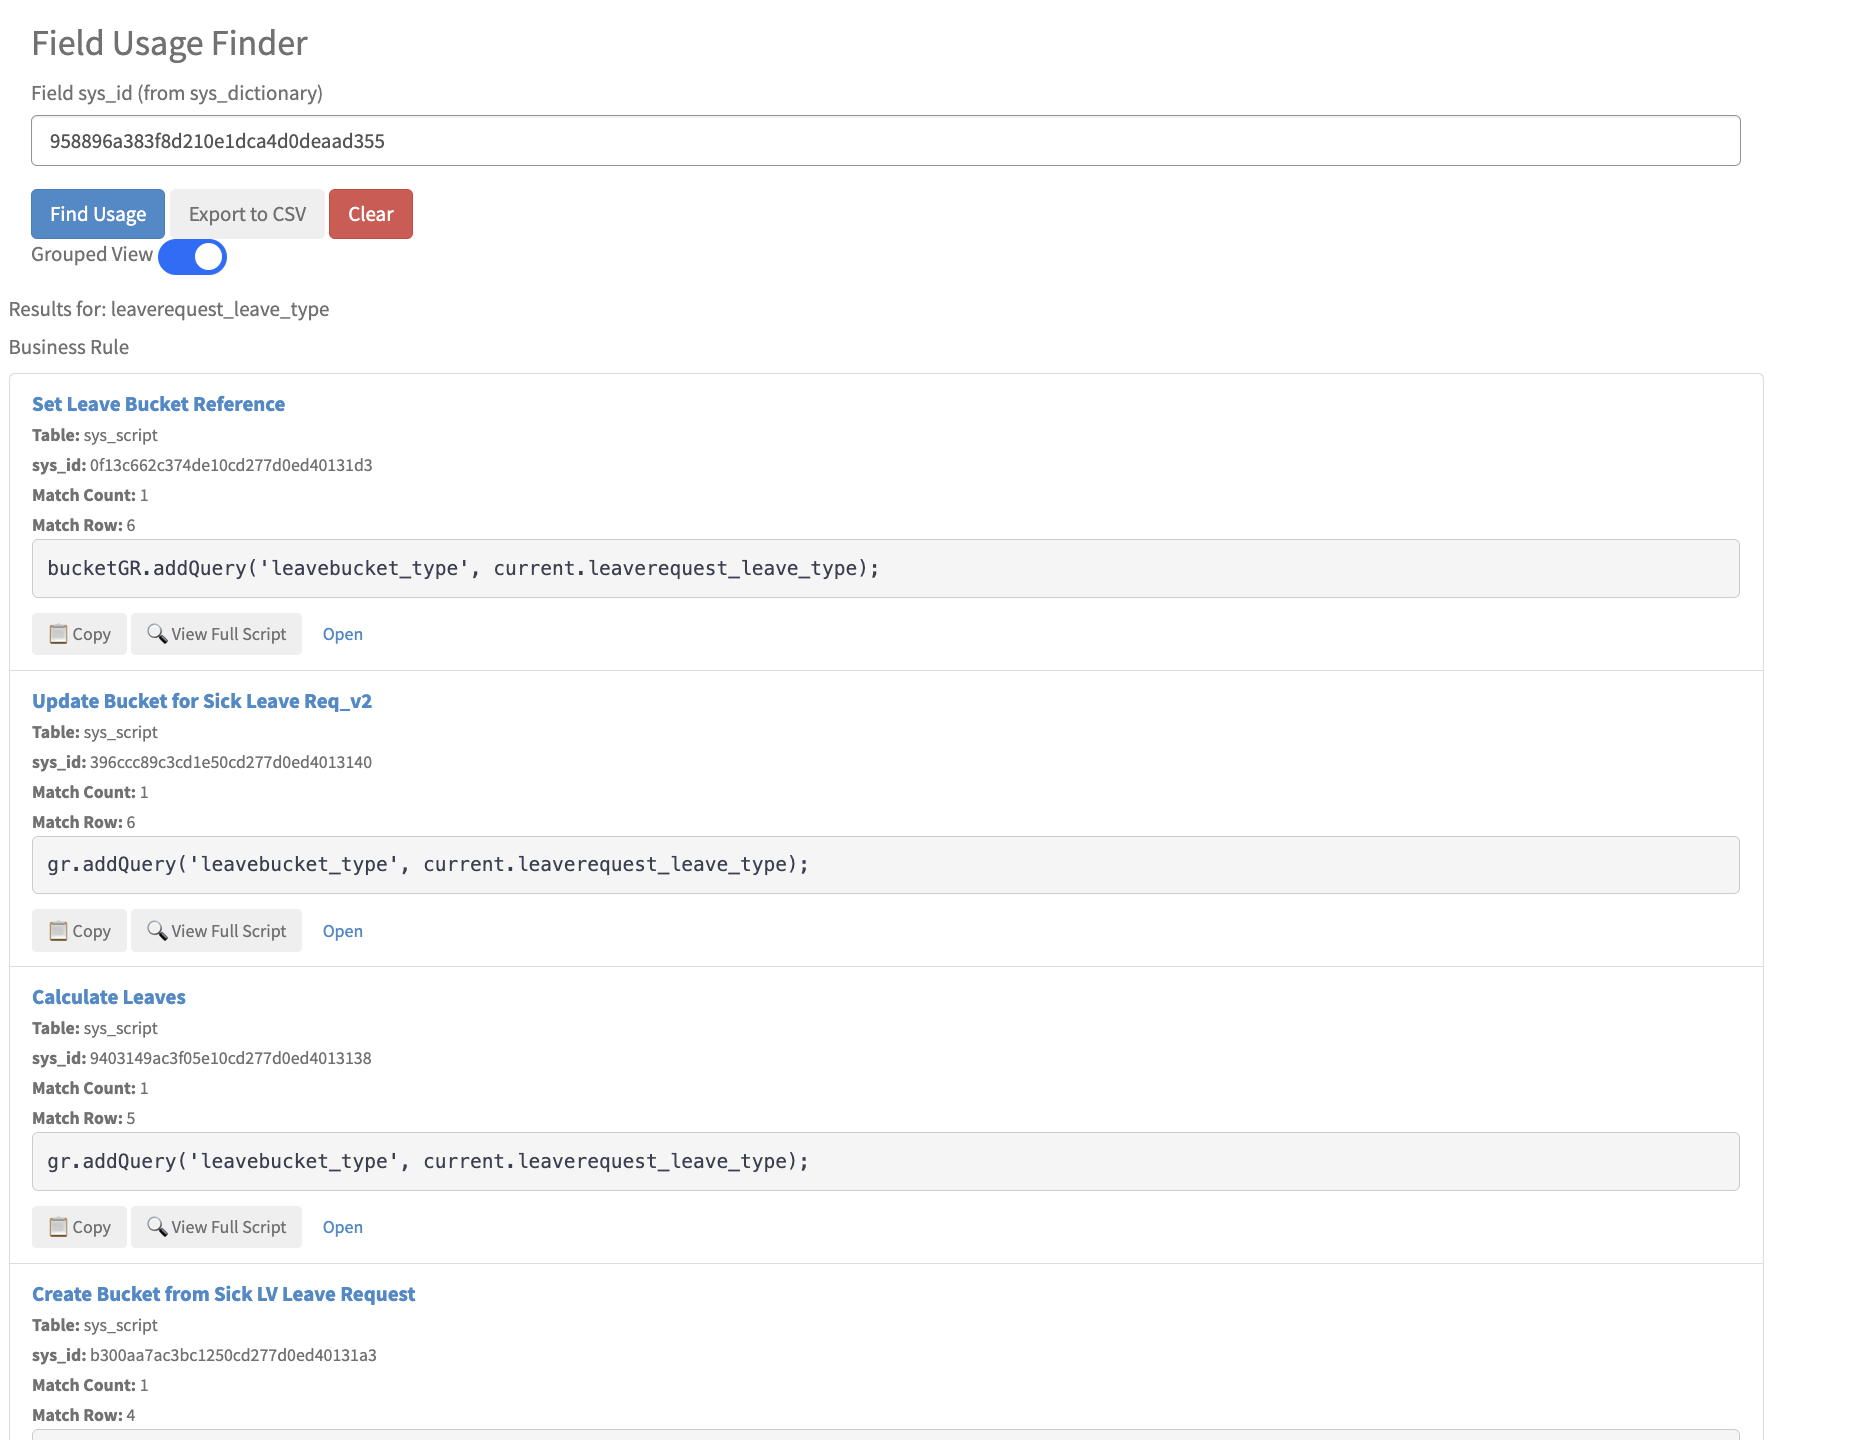 Field Usage Finder
Field sys_id (from sys_dictionary)
958896a383f8d210e1dca4d0deaad355
Find Usage Export to CSV Clear
Grouped View
Results for: leaverequest_leave_type
Business Rule
Set Leave Bucket Reference
Table: sys_script
sys_id: 0f13c662c374de10cd277d0ed40131d3
Match Count: 1
Match Row: 6
bucketGR.addQuery('leavebucket_type', current.leaverequest_leave_type);
Copy View Full Script Open
Update Bucket for Sick Leave Req_v2
Table: sys_script
sys_id: 396ccc89c3cd1e50cd277d0ed4013140
Match Count: 1
Match Row: 6
gr.addQuery('leavebucket_type', current.leaverequest_leave_type);
Copy View Full Script Open
Calculate Leaves
Table: sys_script
sys_id: 9403149ac3f05e10cd277d0ed4013138
Match Count: 1
Match Row: 5
gr.addQuery('leavebucket_type', current.leaverequest_leave_type);
Copy View Full Script Open
Create Bucket from Sick LV Leave Request
Table: sys_script
sys_id: b300aa7ac3bc1250cd277d0ed40131a3
Match Count: 1
Match Row: 4